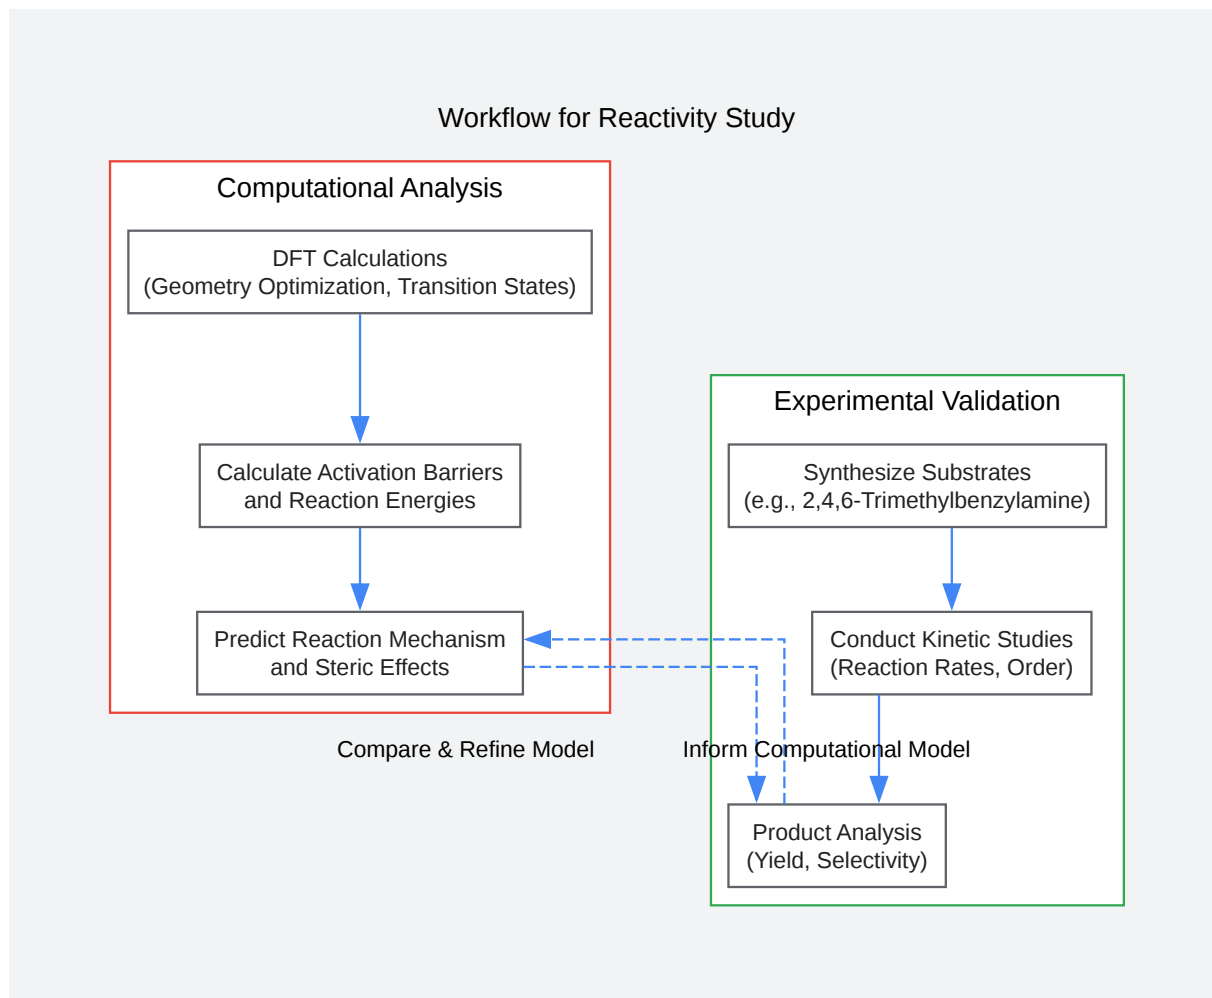 Workflow for Reactivity Study
Computational Analysis
DFT Calculations
(Geometry Optimization, Transition States)
Calculate Activation Barriers
and Reaction Energies
Predict Reaction Mechanism
and Steric Effects
Compare & Refine Model
Experimental Validation
Synthesize Substrates
(e.g., 2,4,6-Trimethylbenzylamine)
Conduct Kinetic Studies
(Reaction Rates, Order)
Inform Computational Model
Product Analysis
(Yield, Selectivity)